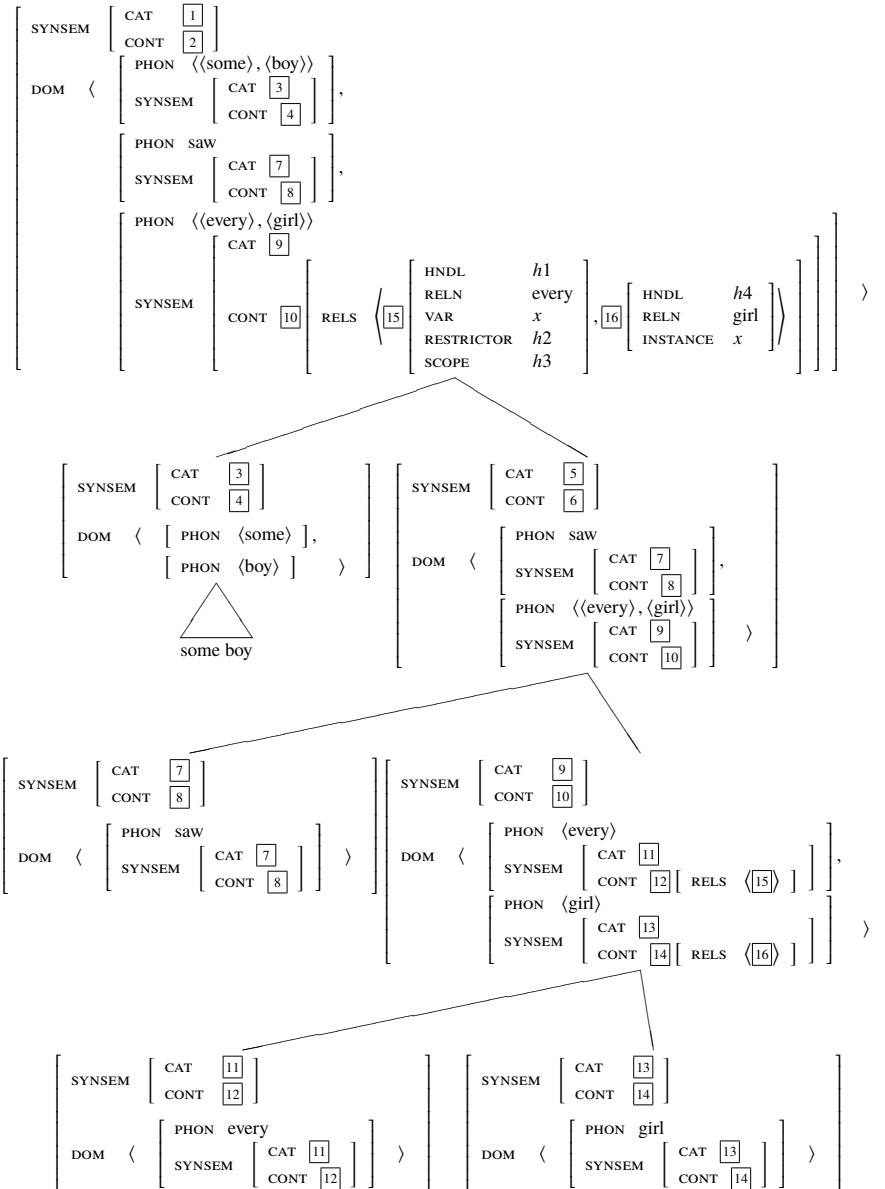 SYNSEM CAT 1
CONT 2
DOM ⟨ PHON ⟨⟨some⟩, ⟨boy⟩⟩
SYNSEM CAT 3
CONT 4 ,
PHON saw
SYNSEM CAT 7
CONT 8 ,
PHON ⟨⟨every⟩, ⟨girl⟩⟩
CAT 9
SYNSEM CONT 10 RELS ⟨ 15 HNDL h1
RELN every
VAR x
RESTRICTOR h2
SCOPE h3 , 16 HNDL h4
RELN girl
INSTANCE x ⟩ ⟩
SYNSEM CAT 3
CONT 4
DOM ⟨ [ PHON ⟨some⟩ ] ,
[ PHON ⟨boy⟩ ] ⟩
some boy
SYNSEM CAT 5
CONT 6
DOM ⟨ PHON saw
SYNSEM CAT 7
CONT 8 ,
PHON ⟨⟨every⟩, ⟨girl⟩⟩
SYNSEM CAT 9
CONT 10 ⟩
SYNSEM CAT 7
CONT 8
DOM ⟨ PHON saw
SYNSEM CAT 7
CONT 8 ⟩
SYNSEM CAT 9
CONT 10
DOM ⟨ PHON ⟨every⟩
SYNSEM CAT 11
CONT 12 [ RELS ⟨15⟩ ] ,
PHON ⟨girl⟩
SYNSEM CAT 13
CONT 14 [ RELS ⟨16⟩ ] ⟩
SYNSEM CAT 11
CONT 12
DOM ⟨ PHON every
SYNSEM CAT 11
CONT 12 ⟩
SYNSEM CAT 13
CONT 14
DOM ⟨ PHON girl
SYNSEM CAT 13
CONT 14 ⟩